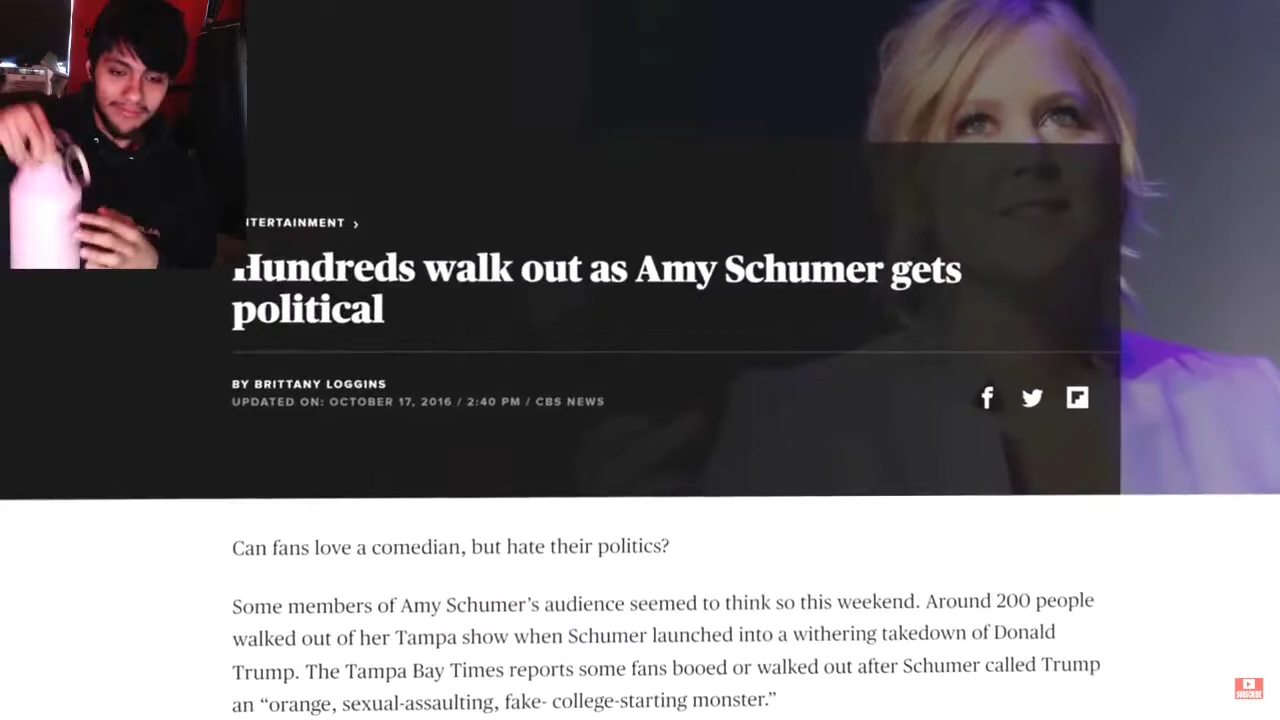 NTERTAINMENT ›
Hundreds walk out as Amy Schumer gets
political
BY BRITTANY LOGGINS
UPDATED ON: OCTOBER 17, 2016 / 2:40 PM / CBS NEWS
Can fans love a comedian, but hate their politics?
Some members of Amy Schumer’s audience seemed to think so this weekend. Around 200 people
walked out of her Tampa show when Schumer launched into a withering takedown of Donald
Trump. The Tampa Bay Times reports some fans booed or walked out after Schumer called Trump
an “orange, sexual-assaulting, fake- college-starting monster.”
SUBSCRIBE